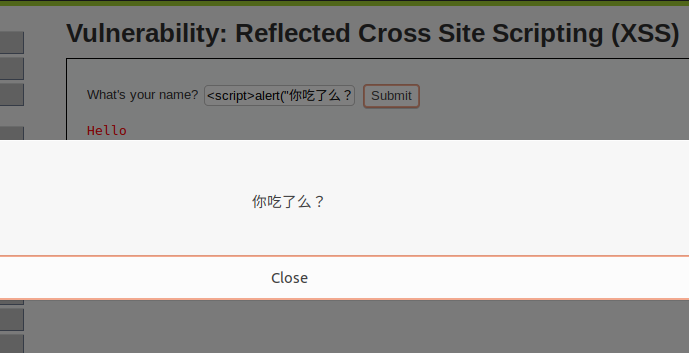 Vulnerability: Reflected Cross Site Scripting (XSS)
What's your name? <script>alert("你吃了么？ Submit
Hello
你吃了么？
Close